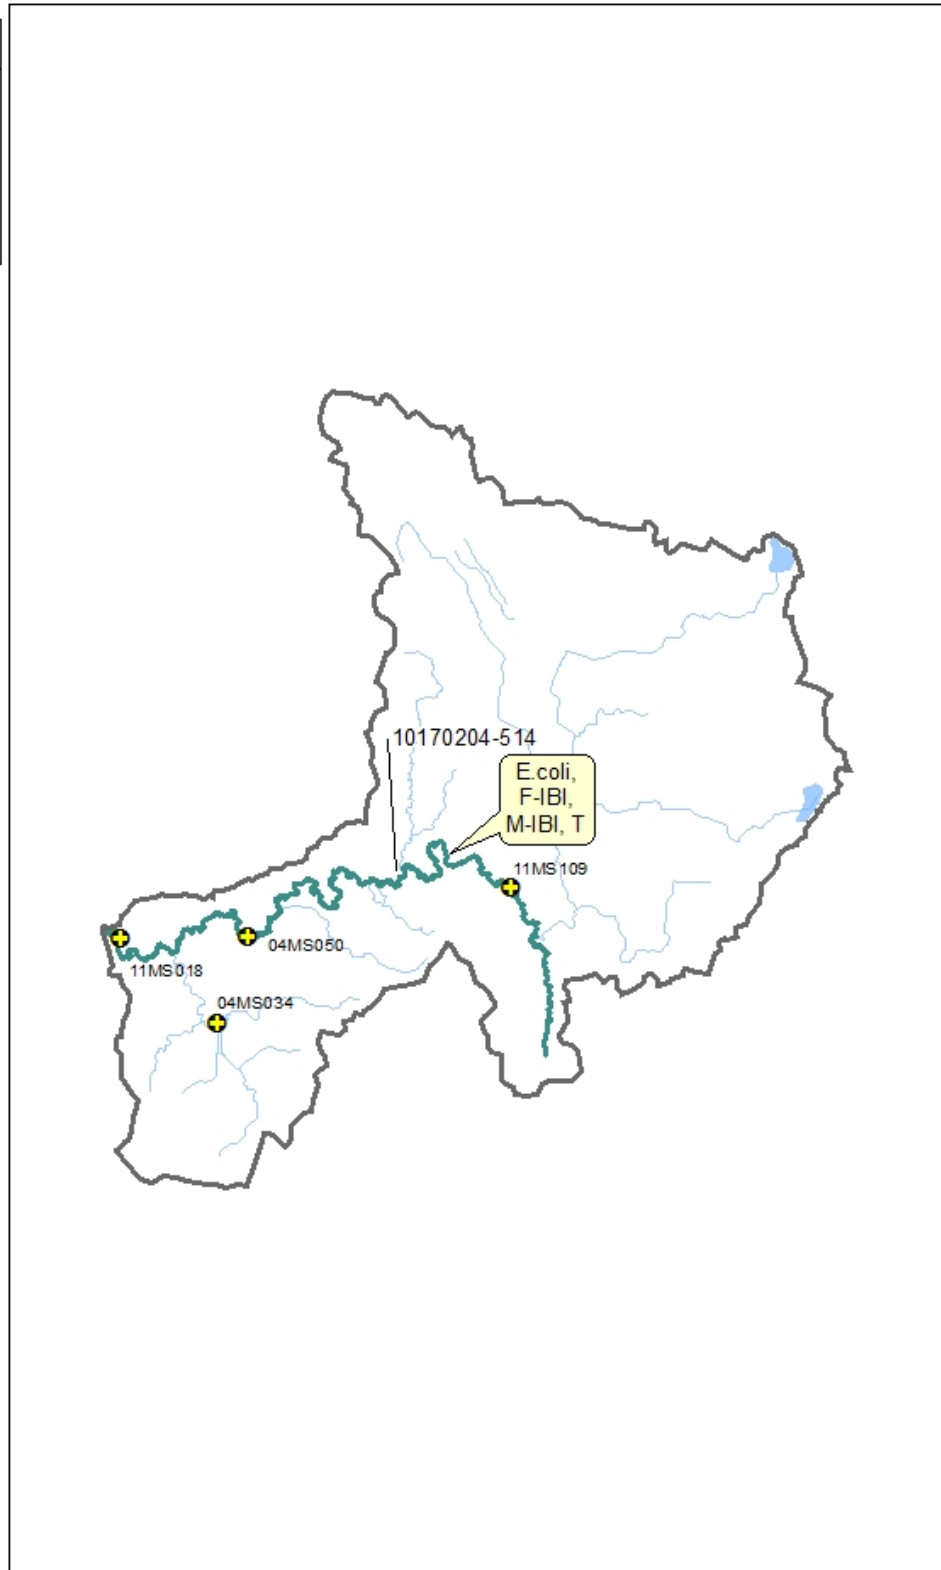 10170204-514
E.coli,
F-IBI,
M-IBI, T
11MS109
04MS050
11MS018
04MS034